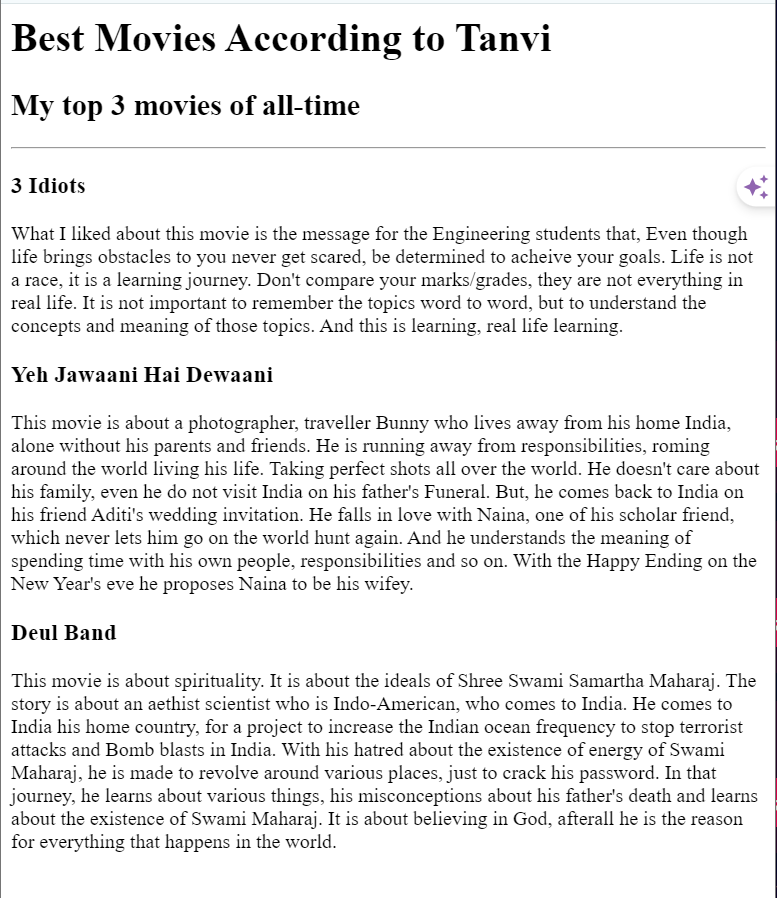 Best Movies According to Tanvi
My top 3 movies of all-time
3 Idiots
What I liked about this movie is the message for the Engineering students that, Even though
life brings obstacles to you never get scared, be determined to acheive your goals. Life is not
a race, it is a learning journey. Don't compare your marks/grades, they are not everything in
real life. It is not important to remember the topics word to word, but to understand the
concepts and meaning of those topics. And this is learning, real life learning.
Yeh Jawaani Hai Dewaani
This movie is about a photographer, traveller Bunny who lives away from his home India,
alone without his parents and friends. He is running away from responsibilities, roming
around the world living his life. Taking perfect shots all over the world. He doesn't care about
his family, even he do not visit India on his father's Funeral. But, he comes back to India on
his friend Aditi's wedding invitation. He falls in love with Naina, one of his scholar friend,
which never lets him go on the world hunt again. And he understands the meaning of
spending time with his own people, responsibilities and so on. With the Happy Ending on the
New Year's eve he proposes Naina to be his wifey.
Deul Band
This movie is about spirituality. It is about the ideals of Shree Swami Samartha Maharaj. The
story is about an aethist scientist who is Indo-American, who comes to India. He comes to
India his home country, for a project to increase the Indian ocean frequency to stop terrorist
attacks and Bomb blasts in India. With his hatred about the existence of energy of Swami
Maharaj, he is made to revolve around various places, just to crack his password. In that
journey, he learns about various things, his misconceptions about his father's death and learns
about the existence of Swami Maharaj. It is about believing in God, afterall he is the reason
for everything that happens in the world.